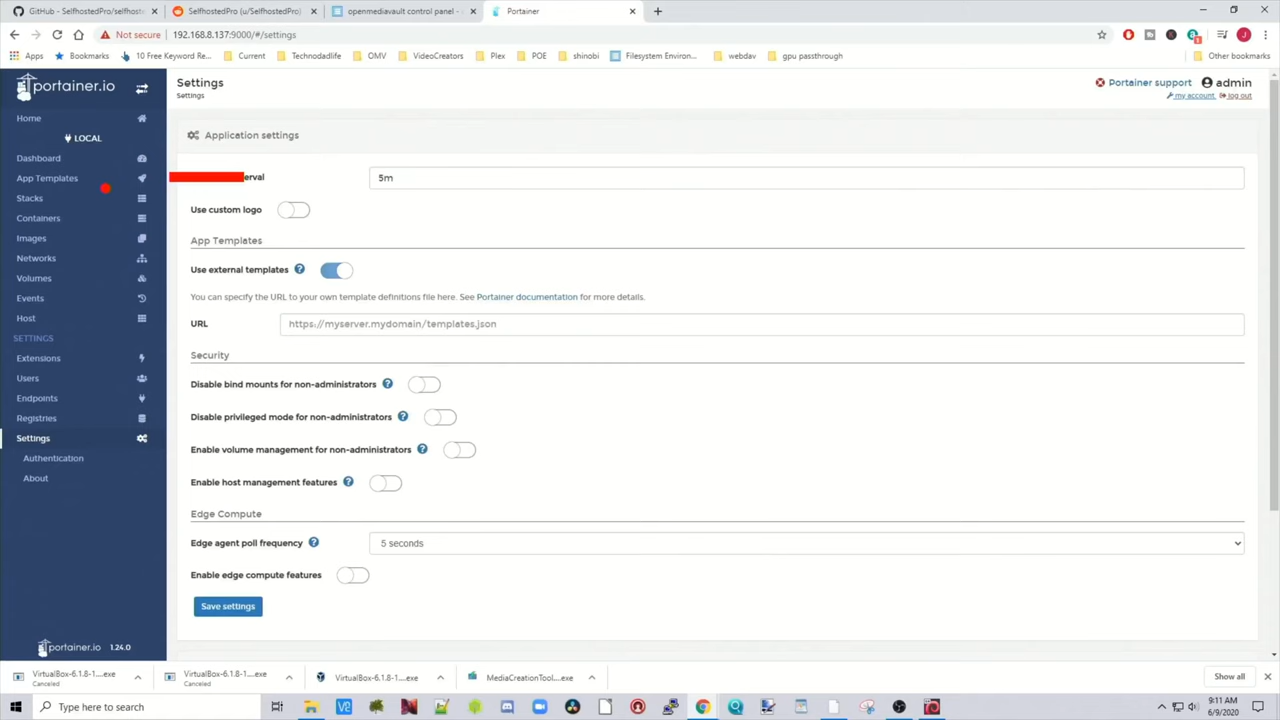 GitHub - SelfhostedPro/selfhoste
SelfhostedPro (u/SelfhostedPro)
openmediavault control panel -
Portainer
Not secure
192.168.8.137:9000/#/settings
Apps
Bookmarks
10 Free Keyword Re...
Current
Technodadlife
OMV
VideoCreators
Plex
POE
shinobi
Filesystem Environ...
webdav
gpu passthrough
Other bookmarks
portainer.io
Settings
Settings
Portainer support
admin
my account
log out
Home
LOCAL
Dashboard
App Templates
Stacks
Containers
Images
Networks
Volumes
Events
Host
SETTINGS
Extensions
Users
Endpoints
Registries
Settings
Authentication
About
portainer.io 1.24.0
Application settings
erval
5m
Use custom logo
App Templates
Use external templates
You can specify the URL to your own template definitions file here. See Portainer documentation for more details.
URL
https://myserver.mydomain/templates.json
Security
Disable bind mounts for non-administrators
Disable privileged mode for non-administrators
Enable volume management for non-administrators
Enable host management features
Edge Compute
Edge agent poll frequency
5 seconds
Enable edge compute features
Save settings
VirtualBox-6.1.8-1....exe
Canceled
VirtualBox-6.1.8-1....exe
Canceled
VirtualBox-6.1.8-1....exe
MediaCreationTool....exe
Show all
Type here to search
9:11 AM
6/9/2020